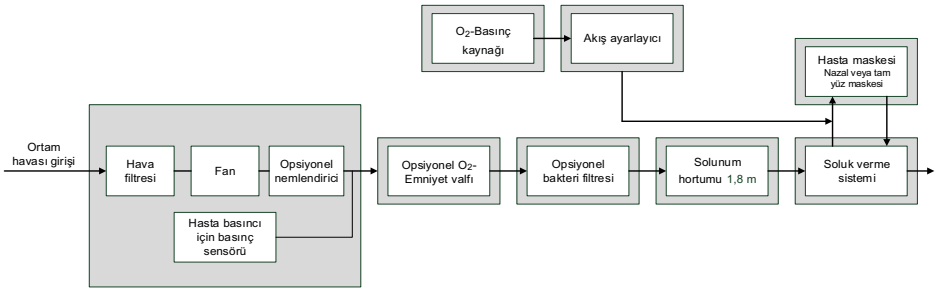 O₂-Basınç
kaynağı
Akış ayarlayıcı
Hasta maskesi
Nazal veya tam
yüz maskesi
Ortam
havası girişi
Hava
filtresi
Fan
Opsiyonel
nemlendirici
Hasta basıncı
için basınç
sensörü
Opsiyonel O₂-
Emniyet valfı
Opsiyonel
bakteri filtresi
Solunum
hortumu 1,8 m
Soluk verme
sistemi